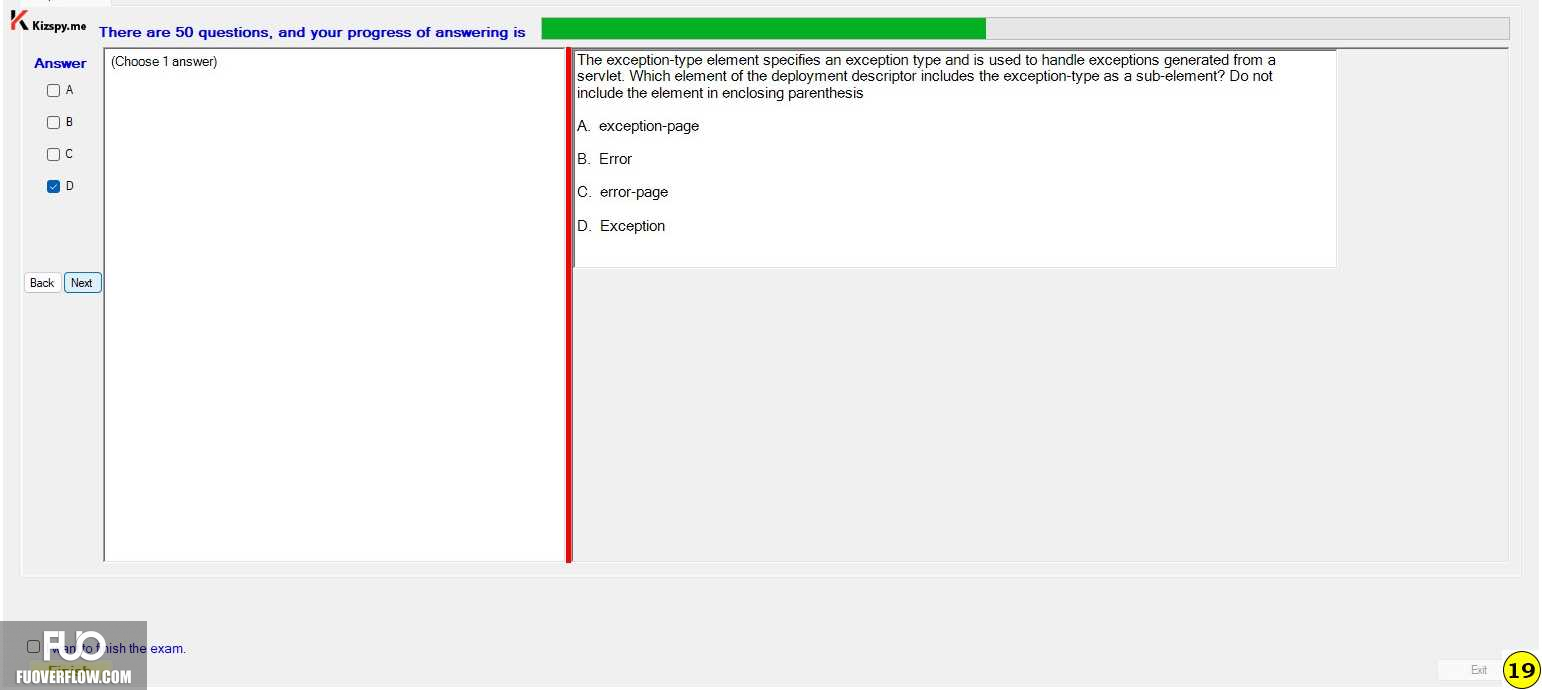 Kizspy.me
There are 50 questions, and your progress of answering is
Answer
(Choose 1 answer)
A
B
C
D
Back
Next
The exception-type element specifies an exception type and is used to handle exceptions generated from a
servlet. Which element of the deployment descriptor includes the exception-type as a sub-element? Do not
include the element in enclosing parenthesis
A. exception-page
B. Error
C. error-page
D. Exception
want to finish the exam.
Finish
FUO
FUOVERFLOW.COM
Exit
19